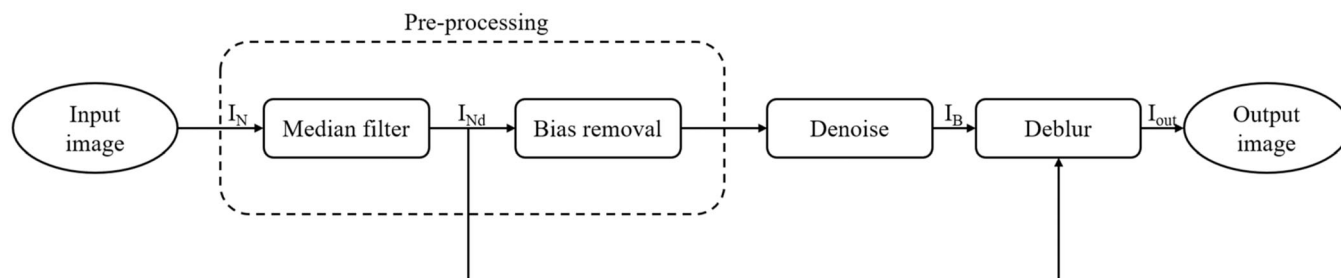 Pre-processing
Input
image
I_N
Median filter
I_Nd
Bias removal
Denoise
I_B
Deblur
I_out
Output
image